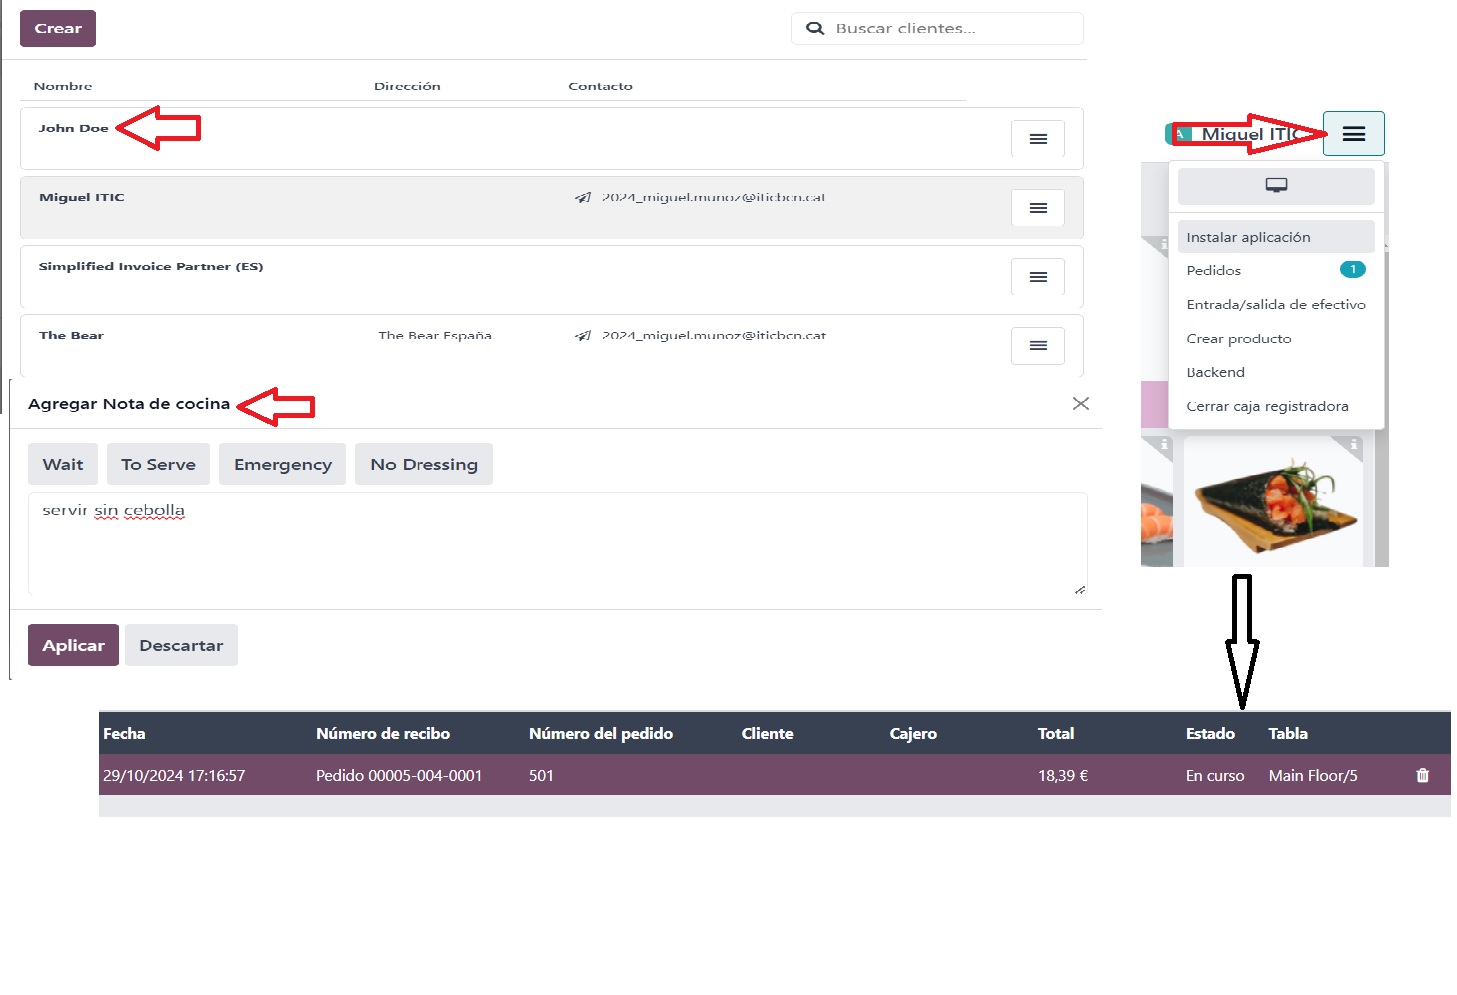 Crear
Buscar clientes...
Nombre Dirección Contacto
John Doe
Miguel ITIC 2024_miguel.munoz@iticbcn.cat
Simplified Invoice Partner (ES)
The Bear The Bear España 2024_miguel.munoz@iticbcn.cat
Agregar Nota de cocina
Wait To Serve Emergency No Dressing
servir sin cebolla
Aplicar Descartar
A Miguel ITIC
Instalar aplicación
Pedidos 1
Entrada/salida de efectivo
Crear producto
Backend
Cerrar caja registradora
Fecha Número de recibo Número del pedido Cliente Cajero Total Estado Tabla
29/10/2024 17:16:57 Pedido 00005-004-0001 501 18,39 € En curso Main Floor/5